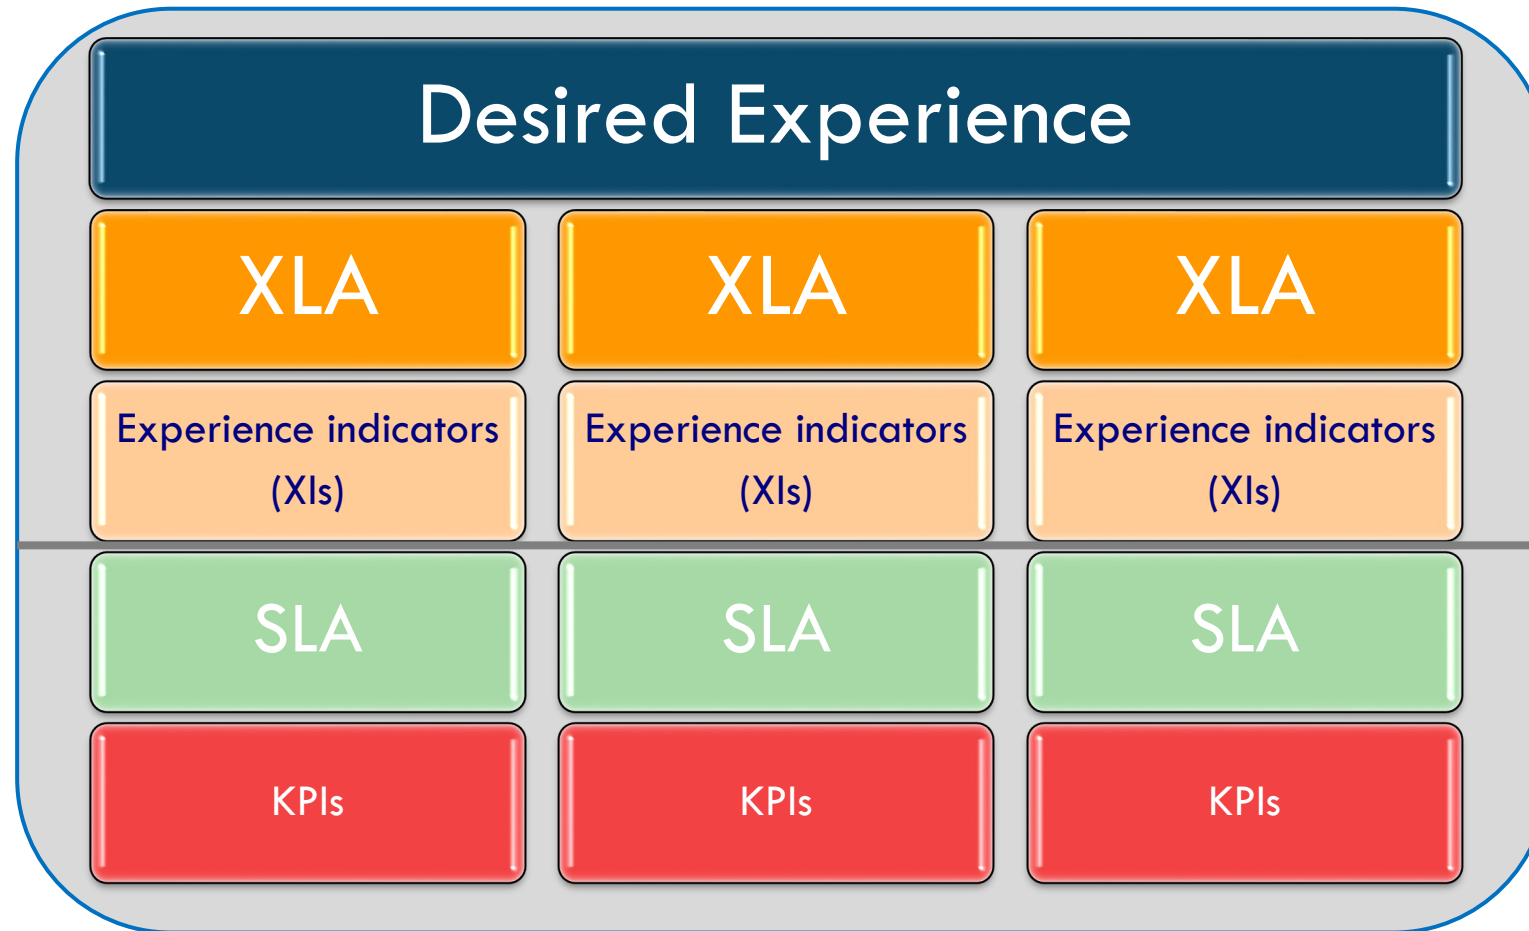 Desired Experience
XLA
XLA
XLA
Experience indicators
(XIs)
Experience indicators
(XIs)
Experience indicators
(XIs)
SLA
SLA
SLA
KPIs
KPIs
KPIs